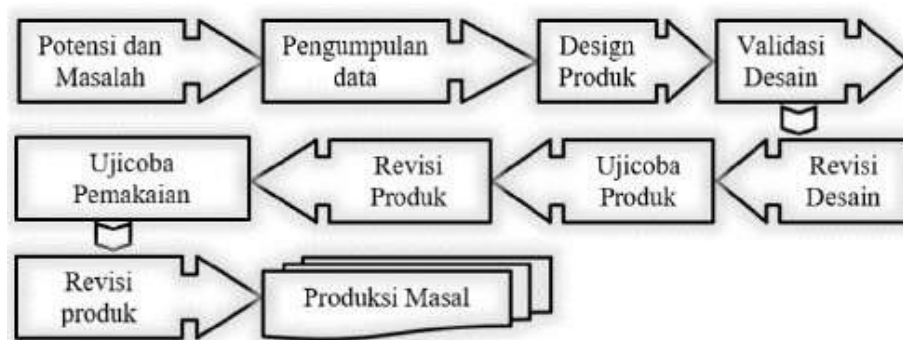 Potensi dan
Masalah
Pengumpulan
data
Design
Produk
Validasi
Desain
Revisi
Desain
Ujicoba
Produk
Revisi
Produk
Ujicoba
Pemakaian
Revisi
produk
Produksi Masal